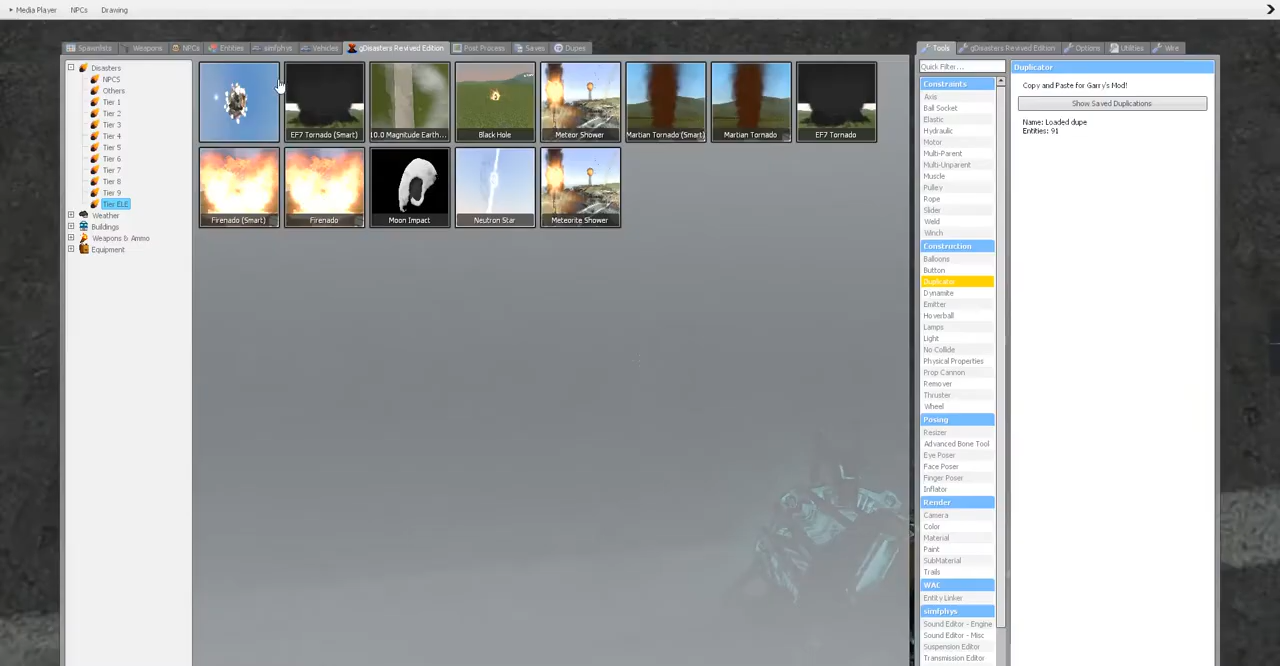 Media Player NPCs Drawing
Spawnlists Weapons NPCs Entities simfphys Vehicles gDisasters Revived Edition Post Process Saves Dupes
Disasters
NPCS
Others
Tier 1
Tier 2
Tier 3
Tier 4
Tier 5
Tier 6
Tier 7
Tier 8
Tier 9
Tier ELE
Weather
Buildings
Weapons & Ammo
Equipment
EF7 Tornado (Smart) 10.0 Magnitude Earth... Black Hole Meteor Shower Martian Tornado (Smart) Martian Tornado EF7 Tornado
Firenado (Smart) Firenado Moon Impact Neutron Star Meteorite Shower
Tools gDisasters Revived Edition Options Utilities Wire
Quick Filter...
Constraints
Axis
Ball Socket
Elastic
Hydraulic
Motor
Multi-Parent
Multi-Unparent
Muscle
Pulley
Rope
Slider
Weld
Winch
Construction
Balloons
Button
Duplicator
Dynamite
Emitter
Hoverball
Lamps
Light
No Collide
Physical Properties
Prop Cannon
Remover
Thruster
Wheel
Posing
Resizer
Advanced Bone Tool
Eye Poser
Face Poser
Finger Poser
Inflator
Render
Camera
Color
Material
Paint
SubMaterial
Trails
WAC
Entity Linker
simfphys
Sound Editor - Engine
Sound Editor - Misc
Suspension Editor
Transmission Editor
Duplicator
Copy and Paste for Garry's Mod!
Show Saved Duplications
Name: Loaded dupe
Entities: 91